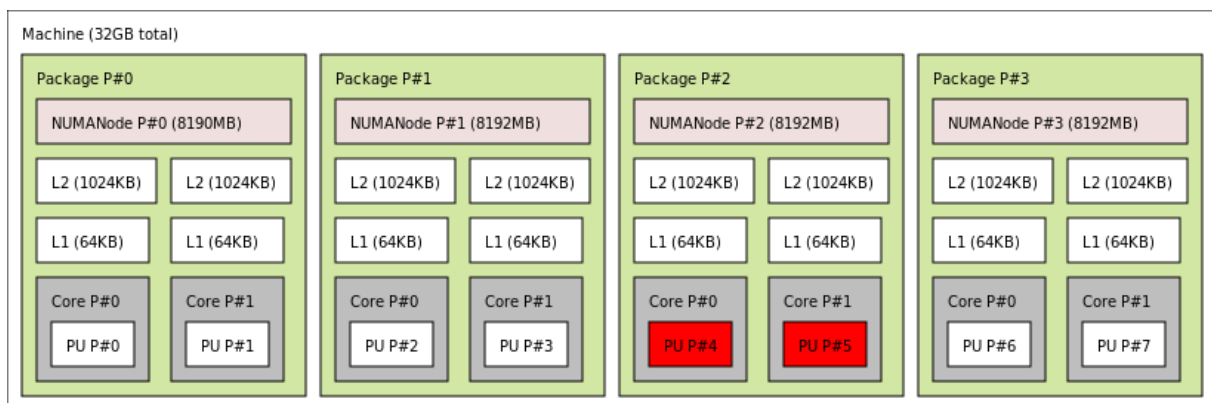 Machine (32GB total)
Package P#0
NUMANode P#0 (8190MB)
L2 (1024KB) L2 (1024KB)
L1 (64KB) L1 (64KB)
Core P#0 Core P#1
PU P#0 PU P#1
Package P#1
NUMANode P#1 (8192MB)
L2 (1024KB) L2 (1024KB)
L1 (64KB) L1 (64KB)
Core P#0 Core P#1
PU P#2 PU P#3
Package P#2
NUMANode P#2 (8192MB)
L2 (1024KB) L2 (1024KB)
L1 (64KB) L1 (64KB)
Core P#0 Core P#1
PU P#4 PU P#5
Package P#3
NUMANode P#3 (8192MB)
L2 (1024KB) L2 (1024KB)
L1 (64KB) L1 (64KB)
Core P#0 Core P#1
PU P#6 PU P#7